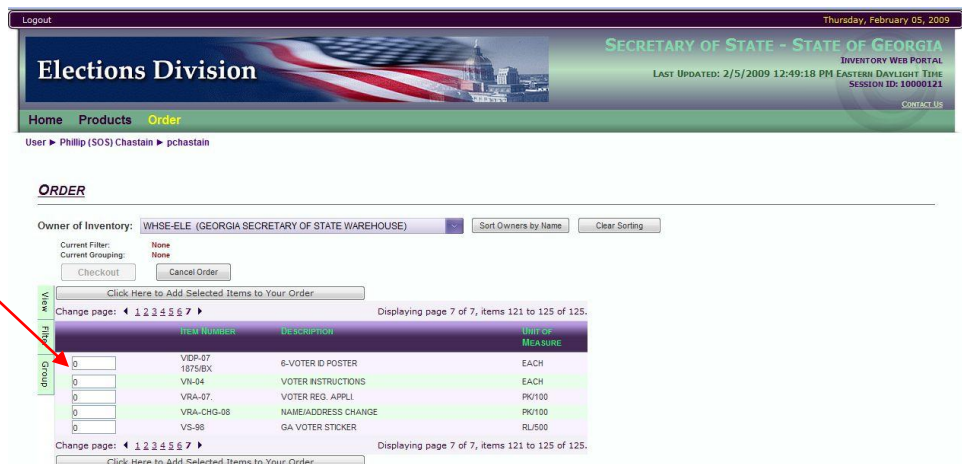 Logout Thursday, February 05, 2009
Elections Division
SECRETARY OF STATE - STATE OF GEORGIA
INVENTORY WEB PORTAL
LAST UPDATED: 2/5/2009 12:49:18 PM EASTERN DAYLIGHT TIME
SESSION ID: 10000121
CONTACT US
Home Products Order
User ► Phillip (SOS) Chastain ► pchastain
ORDER
Owner of Inventory: WHSE-ELE (GEORGIA SECRETARY OF STATE WAREHOUSE) Sort Owners by Name Clear Sorting
Current Filter: None
Current Grouping: None
Checkout Cancel Order
View
Filter
Group
Click Here to Add Selected Items to Your Order
Change page: 1 2 3 4 5 6 7 Displaying page 7 of 7, items 121 to 125 of 125.
ITEM NUMBER DESCRIPTION UNIT OF MEASURE
0 VIDP-07 1875/BX 6-VOTER ID POSTER EACH
0 VN-04 VOTER INSTRUCTIONS EACH
0 VRA-07. VOTER REG. APPLI. PK/100
0 VRA-CHG-08 NAME/ADDRESS CHANGE PK/100
0 VS-98 GA VOTER STICKER RL/500
Change page: 1 2 3 4 5 6 7 Displaying page 7 of 7, items 121 to 125 of 125.
Click Here to Add Selected Items to Your Order